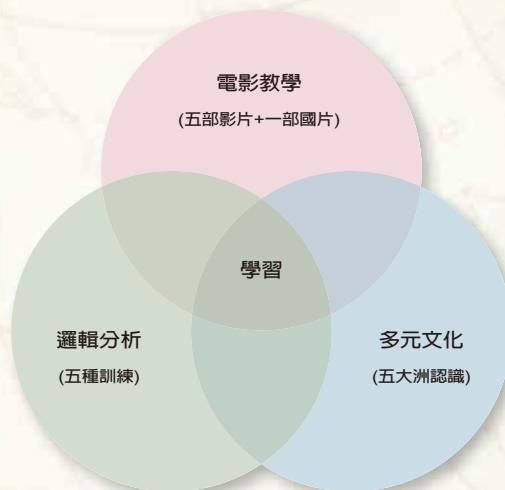 電影教學
(五部影片+一部國片)
學習
邏輯分析
(五種訓練)
多元文化
(五大洲認識)